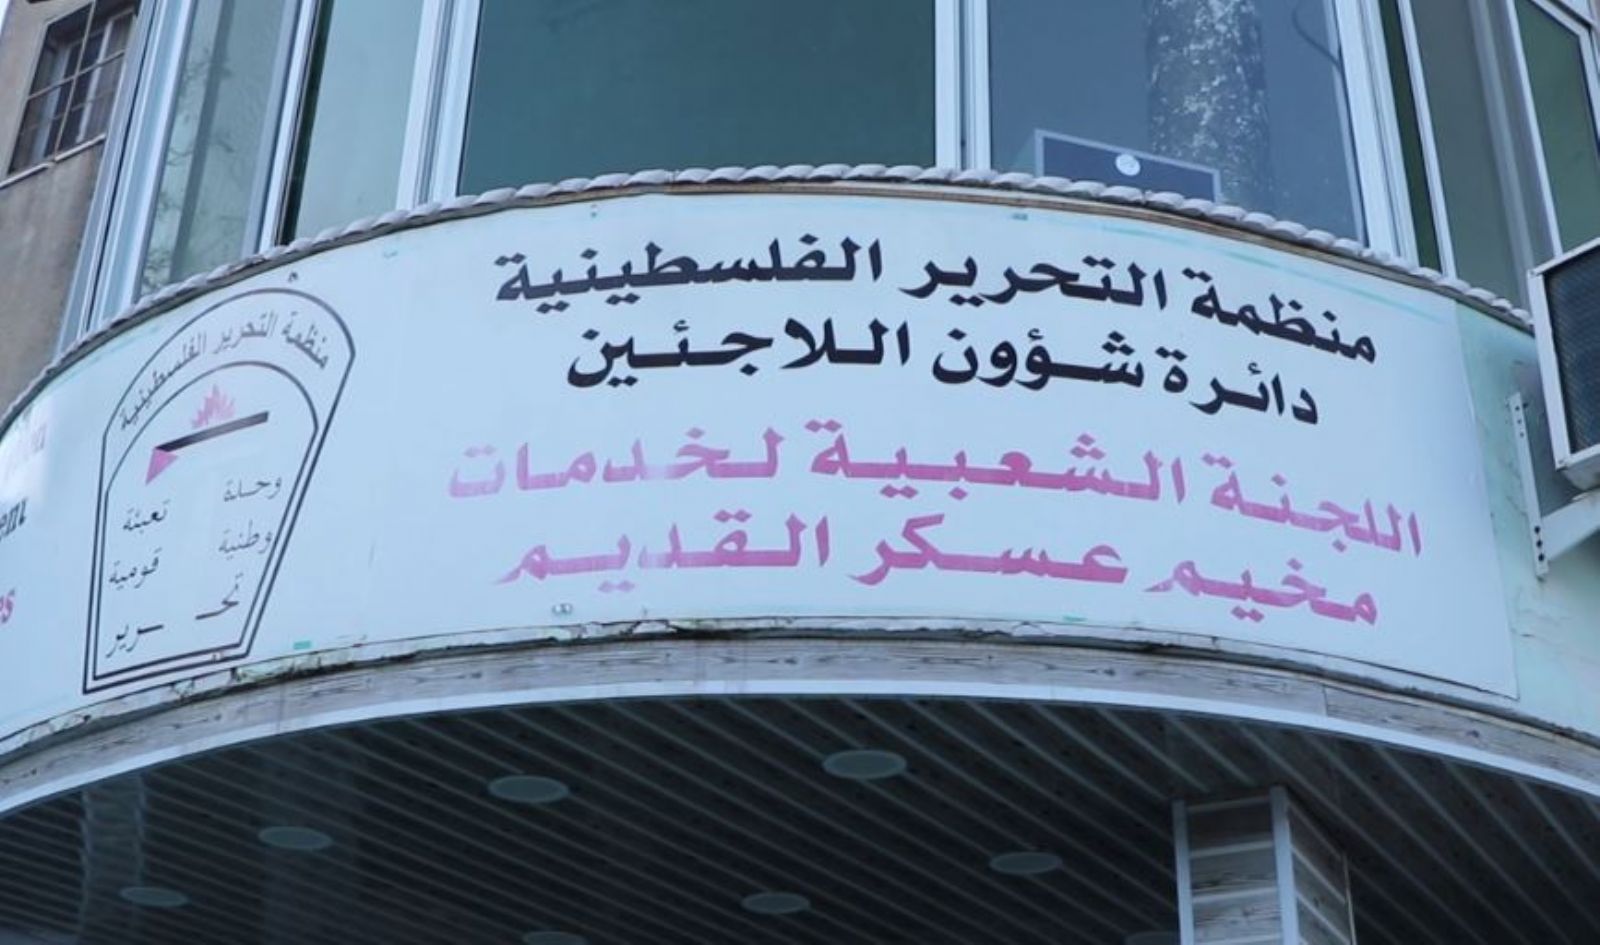 منظمة التحرير الفلسطينية
دائرة شؤون اللاجئين
اللجنة الشعبية لخدمات
مخيم عسكر القديم
منظمة التحرير الفلسطينية
وحدة
تعبئة
وطنية
قومية
تحـ
ـرير